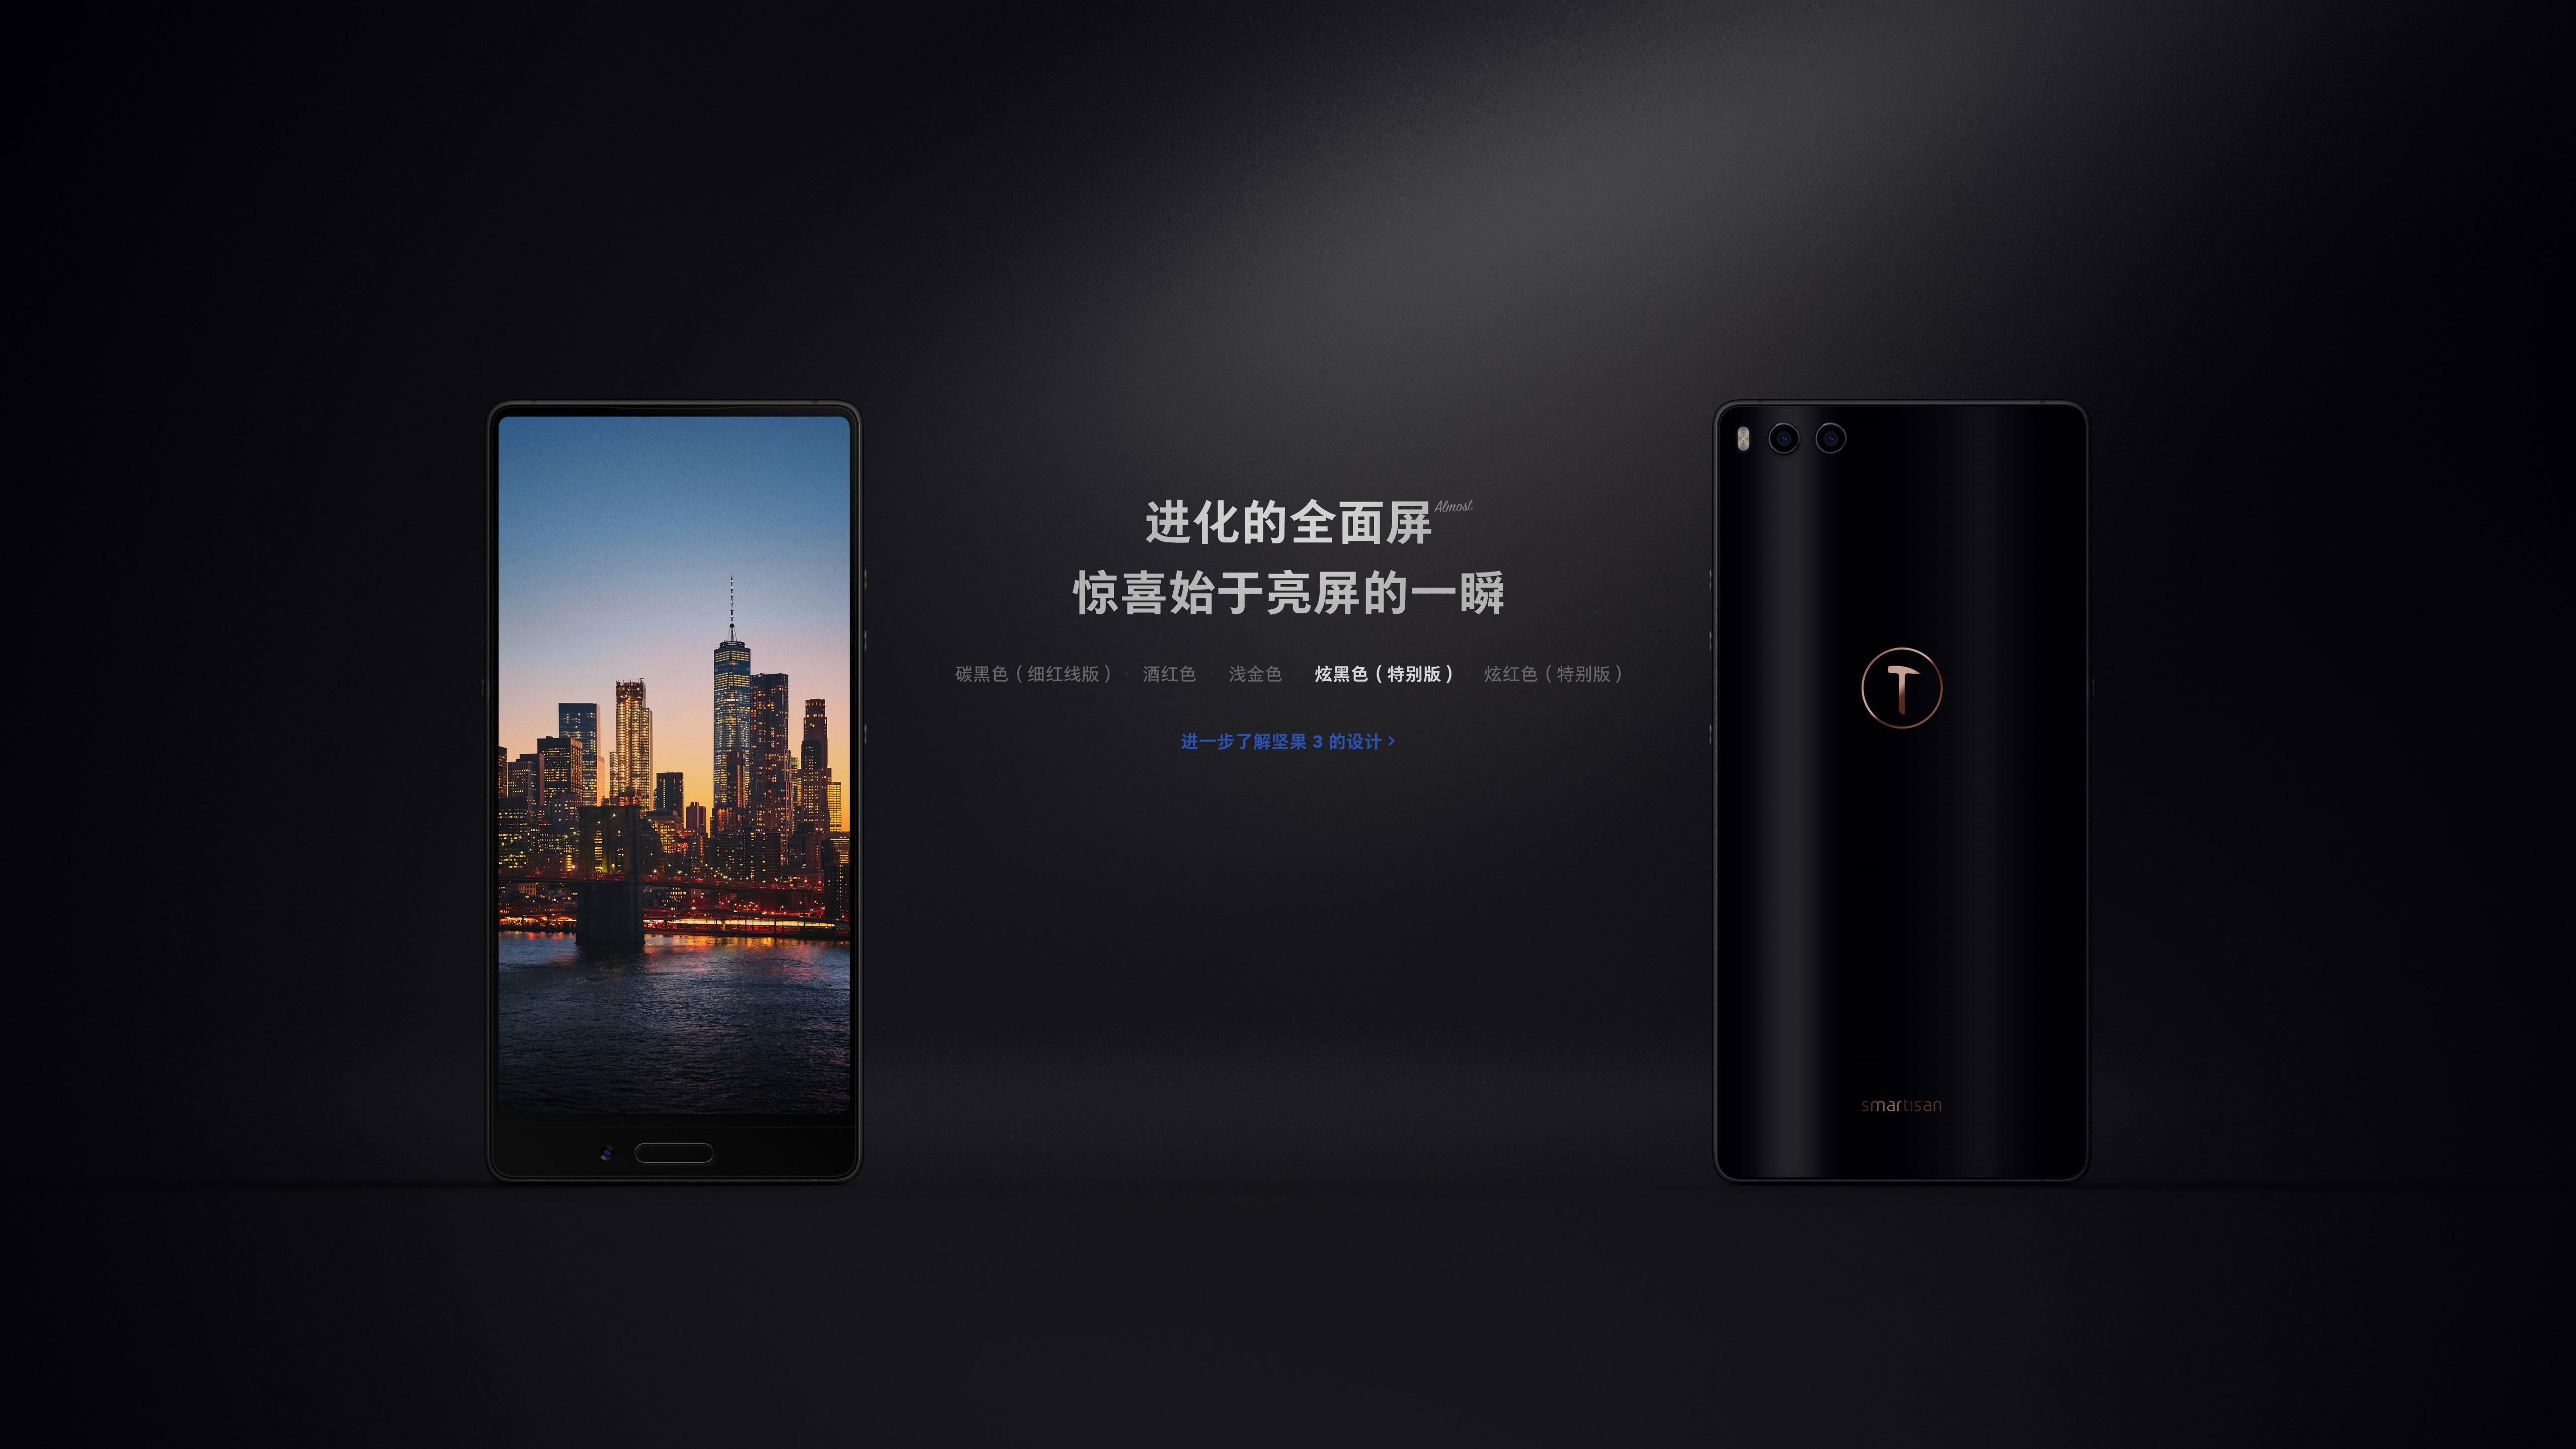 进化的全面屏 Almost
惊喜始于亮屏的一瞬
碳黑色（细红线版） · 酒红色 · 浅金色 · 炫黑色（特别版） · 炫红色（特别版）
进一步了解坚果 3 的设计 >
T
smartisan